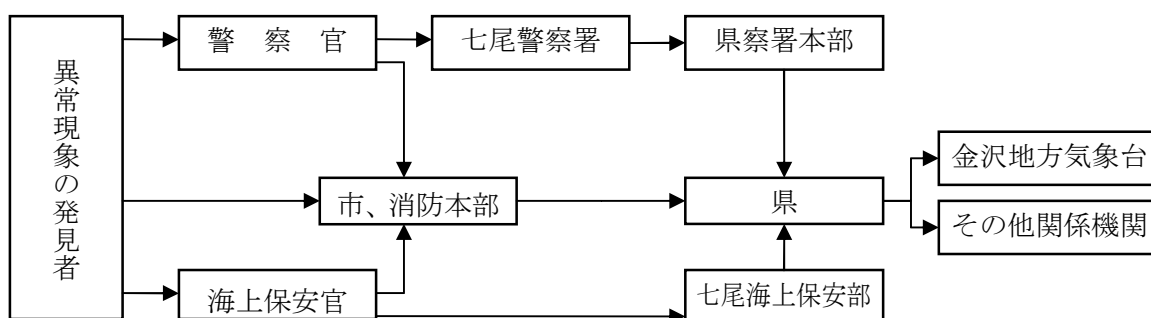 異常現象の発見者
警察官
七尾警察署
県察署本部
市、消防本部
県
金沢地方気象台
その他関係機関
海上保安官
七尾海上保安部